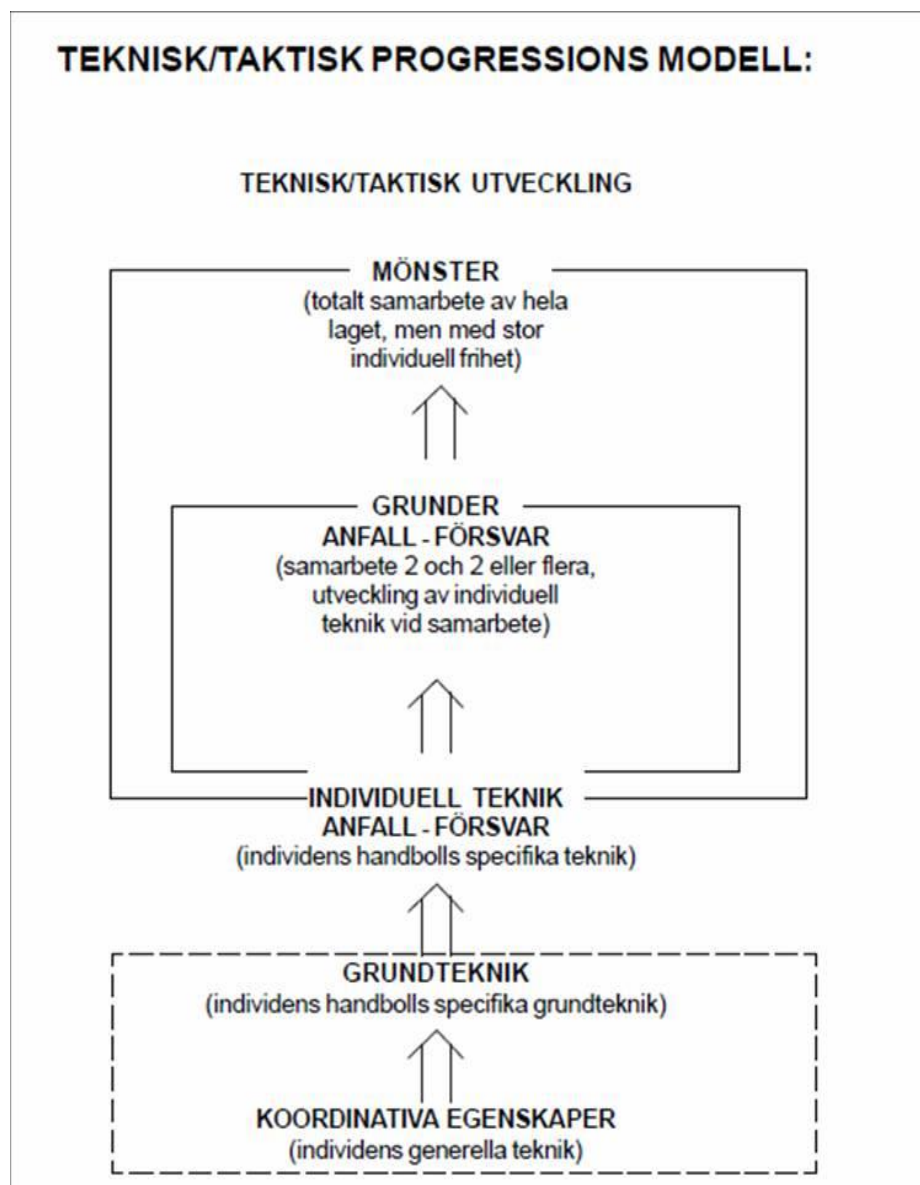 TEKNISK/TAKTISK PROGRESSIONS MODELL:
TEKNISK/TAKTISK UTVECKLING
MÖNSTER
(totalt samarbete av hela
laget, men med stor
individuell frihet)
GRUNDER
ANFALL - FÖRSVAR
(samarbete 2 och 2 eller flera,
utveckling av individuell
teknik vid samarbete)
INDIVIDUELL TEKNIK
ANFALL - FÖRSVAR
(individens handbolls specifika teknik)
GRUNDTEKNIK
(individens handbolls specifika grundteknik)
KOORDINATIVA EGENSKAPER
(individens generella teknik)